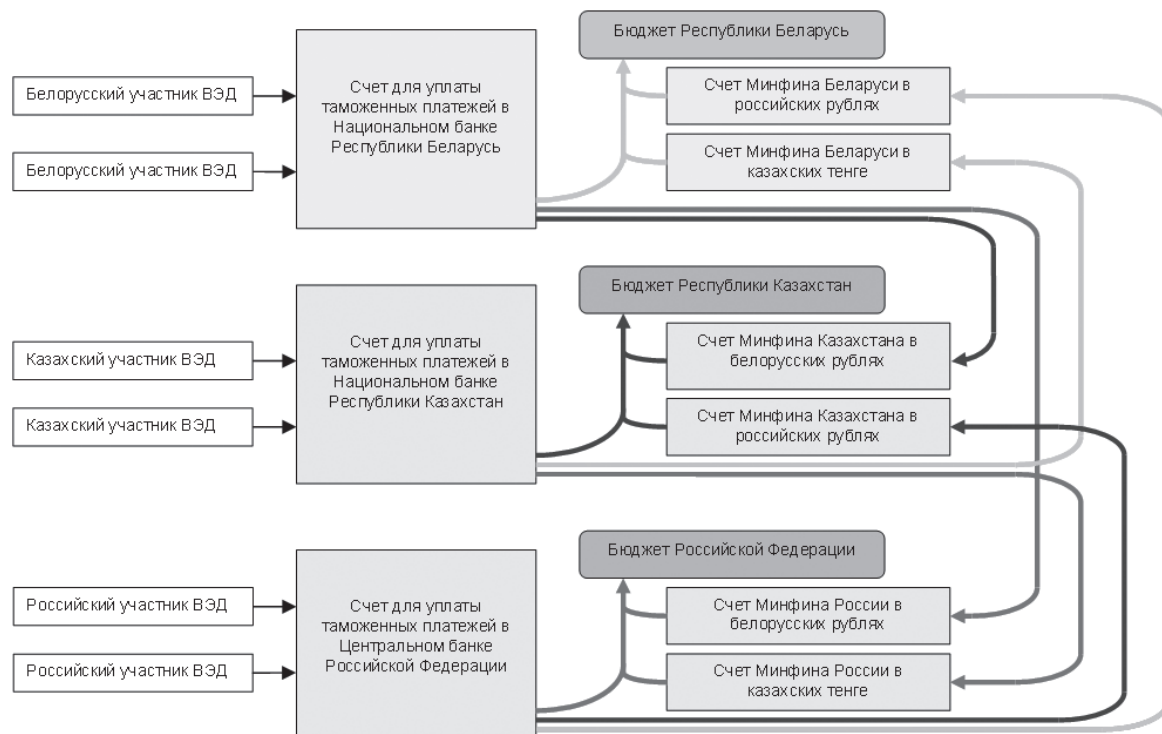 Бюджет Республики Беларусь
Белорусский участник ВЭД
Белорусский участник ВЭД
Счет для уплаты
таможенных платежей в
Национальном банке
Республики Беларусь
Счет Минфина Беларуси в
российских рублях
Счет Минфина Беларуси в
казахских тенге
Бюджет Республики Казахстан
Казахский участник ВЭД
Казахский участник ВЭД
Счет для уплаты
таможенных платежей в
Национальном банке
Республики Казахстан
Счет Минфина Казахстана в
белорусских рублях
Счет Минфина Казахстана в
российских рублях
Бюджет Российской Федерации
Российский участник ВЭД
Российский участник ВЭД
Счет для уплаты
таможенных платежей в
Центральном банке
Российской Федерации
Счет Минфина России в
белорусских рублях
Счет Минфина России в
казахских тенге